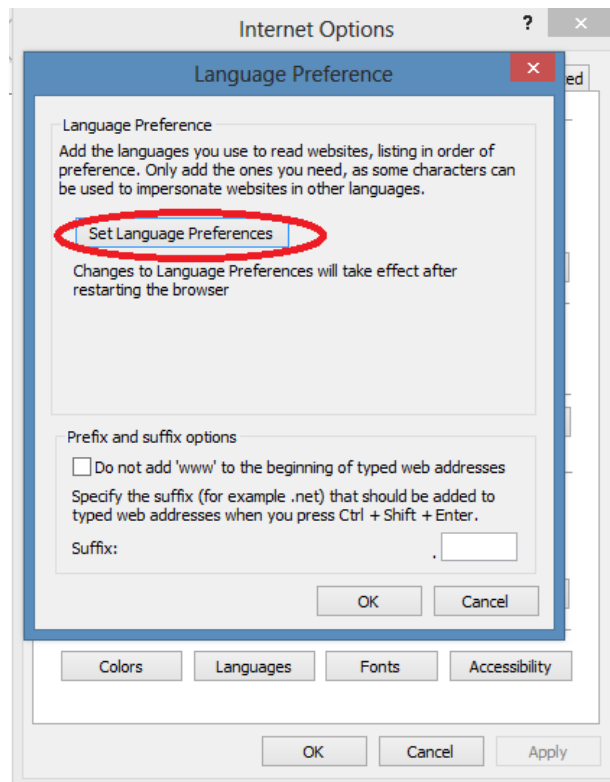 Internet Options
?
×
Language Preference
×
ed
Language Preference
Add the languages you use to read websites, listing in order of
preference. Only add the ones you need, as some characters can
be used to impersonate websites in other languages.
Set Language Preferences
Changes to Language Preferences will take effect after
restarting the browser
Prefix and suffix options
Do not add 'www' to the beginning of typed web addresses
Specify the suffix (for example .net) that should be added to
typed web addresses when you press Ctrl + Shift + Enter.
Suffix: .
OK Cancel
Colors Languages Fonts Accessibility
OK Cancel Apply